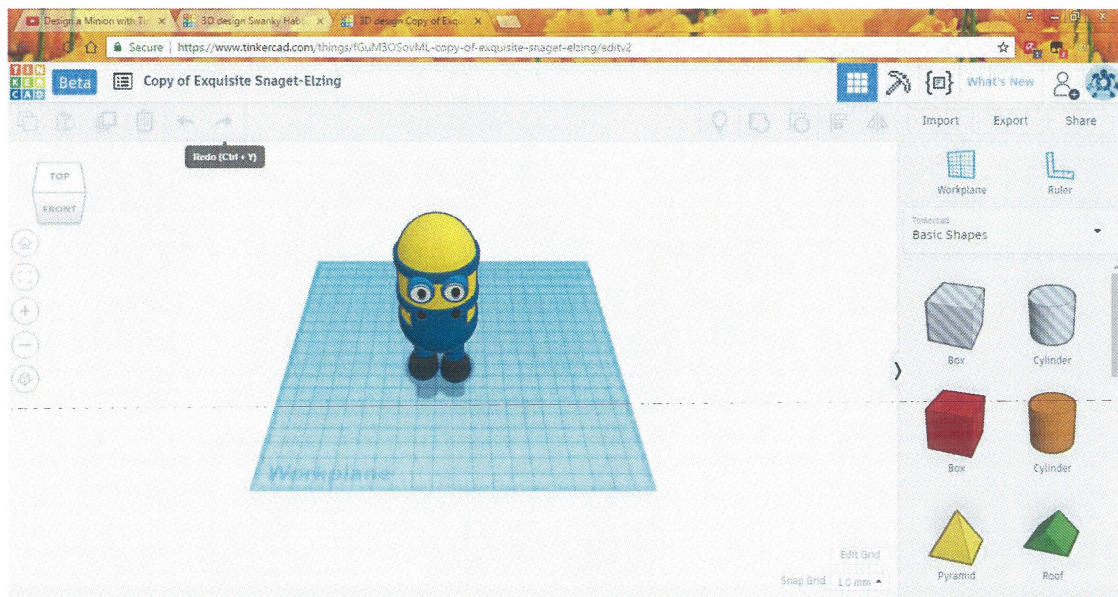 Design a Minion with Ti
3D design Swanky Habl
3D design Copy of Exqui
Secure | https://www.tinkercad.com/things/fGuM3OSovML-copy-of-exquisite-snaget-elzing/editv2
TIN
KER
CAD
Beta
Copy of Exquisite Snaget-Elzing
What's New
Import Export Share
Redo (Ctrl + Y)
TOP
FRONT
Workplane Ruler
Tinkercad
Basic Shapes
Box Cylinder
Box Cylinder
Workplane
Edit Grid
Pyramid Roof
Snap Grid 1.0 mm